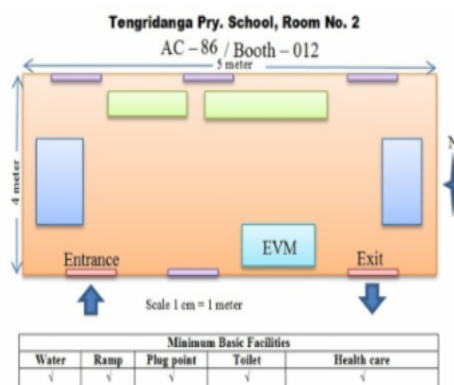 Tengridanga Pry. School, Room No. 2
AC – 86 / Booth – 012
5 meter
4 meter
N
EVM
Entrance
Exit
Scale 1 cm = 1 meter
Minimum Basic Facilities
Water Ramp Plug point Toilet Health care
√ √ √ √ √